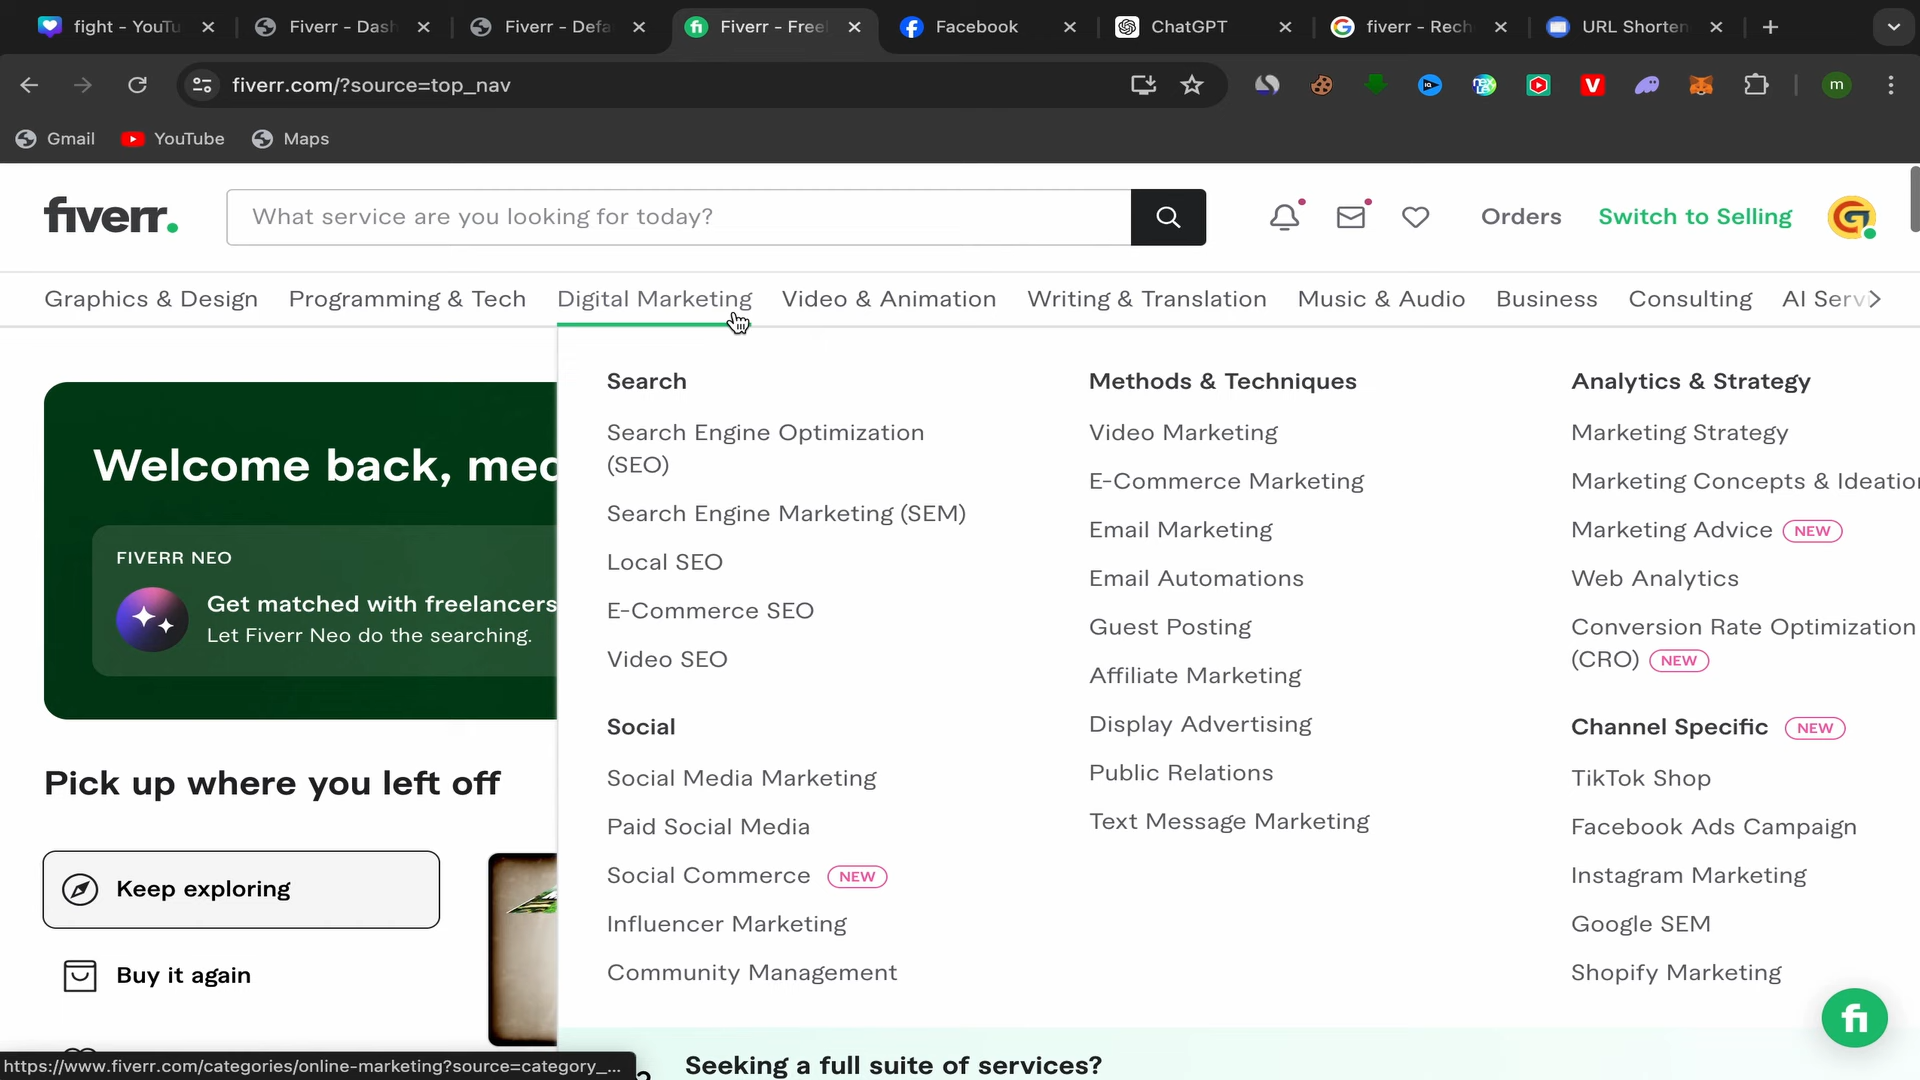 fight - YouTu
Fiverr - Dash
Fiverr - Defa
Fiverr - Freel
Facebook
ChatGPT
fiverr - Rech
URL Shorten
fiverr.com/?source=top_nav
m
Gmail
YouTube
Maps
fiverr.
What service are you looking for today?
Orders
Switch to Selling
Graphics & Design
Programming & Tech
Digital Marketing
Video & Animation
Writing & Translation
Music & Audio
Business
Consulting
AI Serv
Welcome back, med
FIVERR NEO
Get matched with freelancers
Let Fiverr Neo do the searching.
Pick up where you left off
Keep exploring
Buy it again
Search
Search Engine Optimization
(SEO)
Search Engine Marketing (SEM)
Local SEO
E-Commerce SEO
Video SEO
Social
Social Media Marketing
Paid Social Media
Social Commerce NEW
Influencer Marketing
Community Management
Methods & Techniques
Video Marketing
E-Commerce Marketing
Email Marketing
Email Automations
Guest Posting
Affiliate Marketing
Display Advertising
Public Relations
Text Message Marketing
Analytics & Strategy
Marketing Strategy
Marketing Concepts & Ideation
Marketing Advice NEW
Web Analytics
Conversion Rate Optimization
(CRO) NEW
Channel Specific NEW
TikTok Shop
Facebook Ads Campaign
Instagram Marketing
Google SEM
Shopify Marketing
fi
Seeking a full suite of services?
https://www.fiverr.com/categories/online-marketing?source=category_...